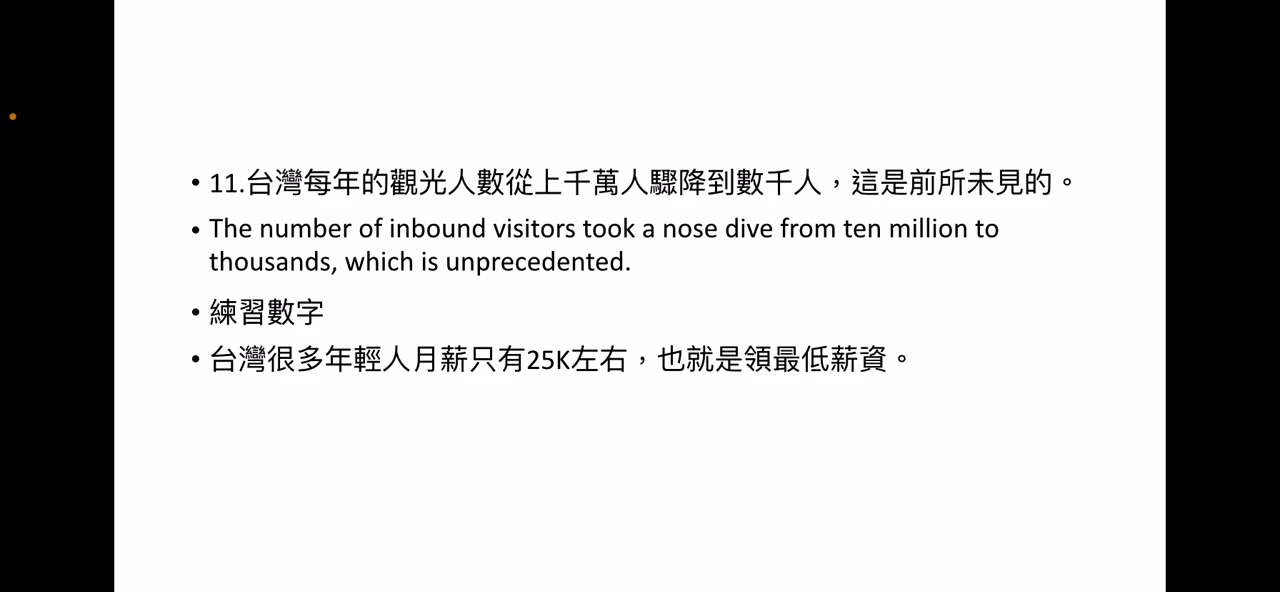 • 11.台灣每年的觀光人數從上千萬人驟降到數千人，這是前所未見的。
• The number of inbound visitors took a nose dive from ten million to
thousands, which is unprecedented.
• 練習數字
• 台灣很多年輕人月薪只有25K左右，也就是領最低薪資。